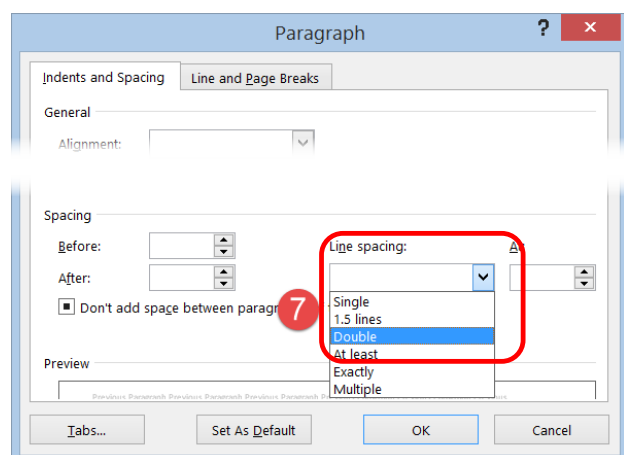 Paragraph ? ×
Indents and Spacing Line and Page Breaks
General
Alignment:
Spacing
Before: Line spacing: At
After:
Don't add space between paragr
7
Single
1.5 lines
Double
At least
Exactly
Multiple
Preview
Previous Paragraph Previous Paragraph Previous Paragraph
Tabs... Set As Default OK Cancel